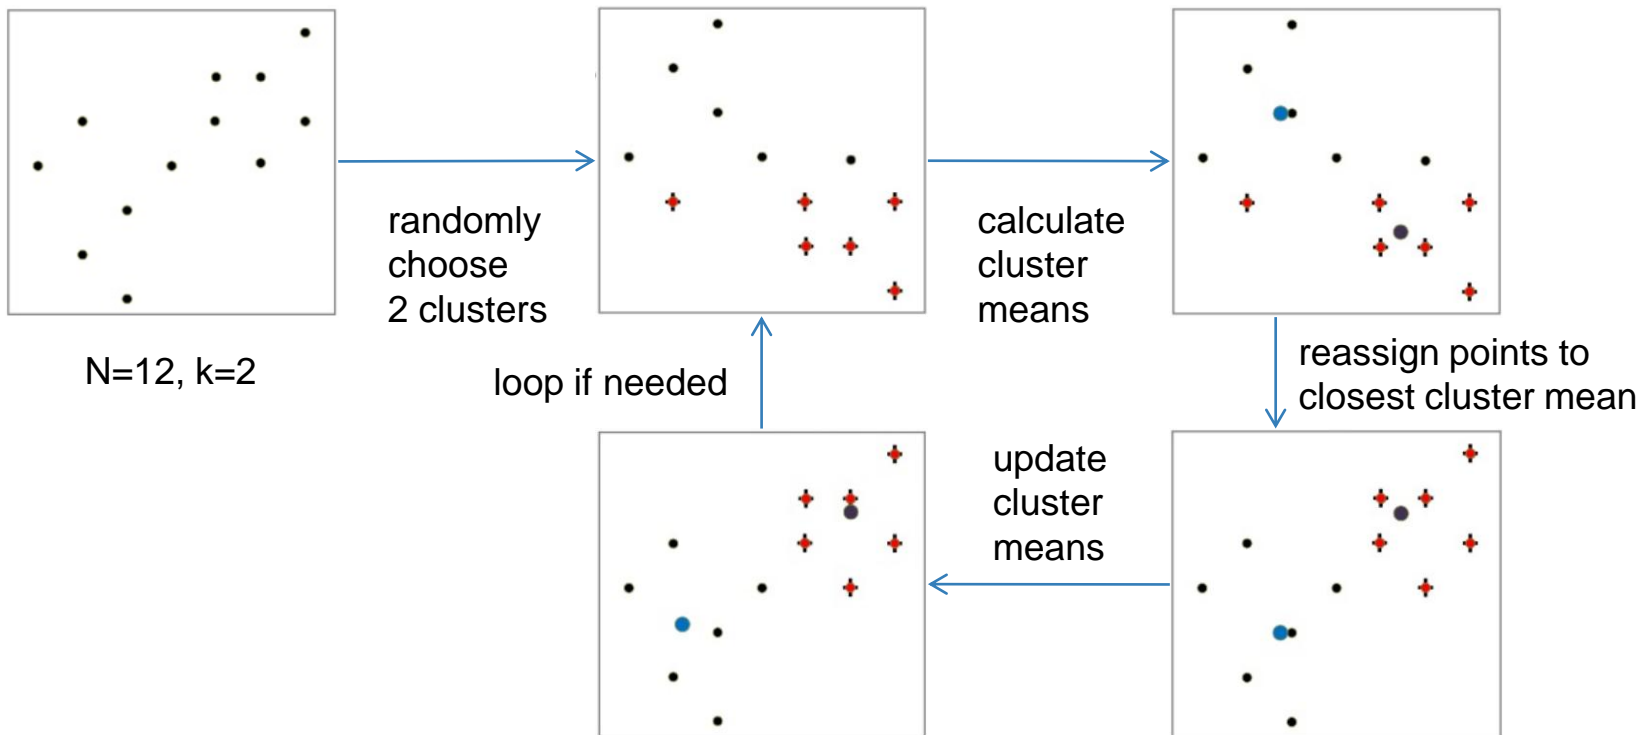 randomly
choose
2 clusters
calculate
cluster
means
N=12, k=2
loop if needed
reassign points to
closest cluster mean
update
cluster
means